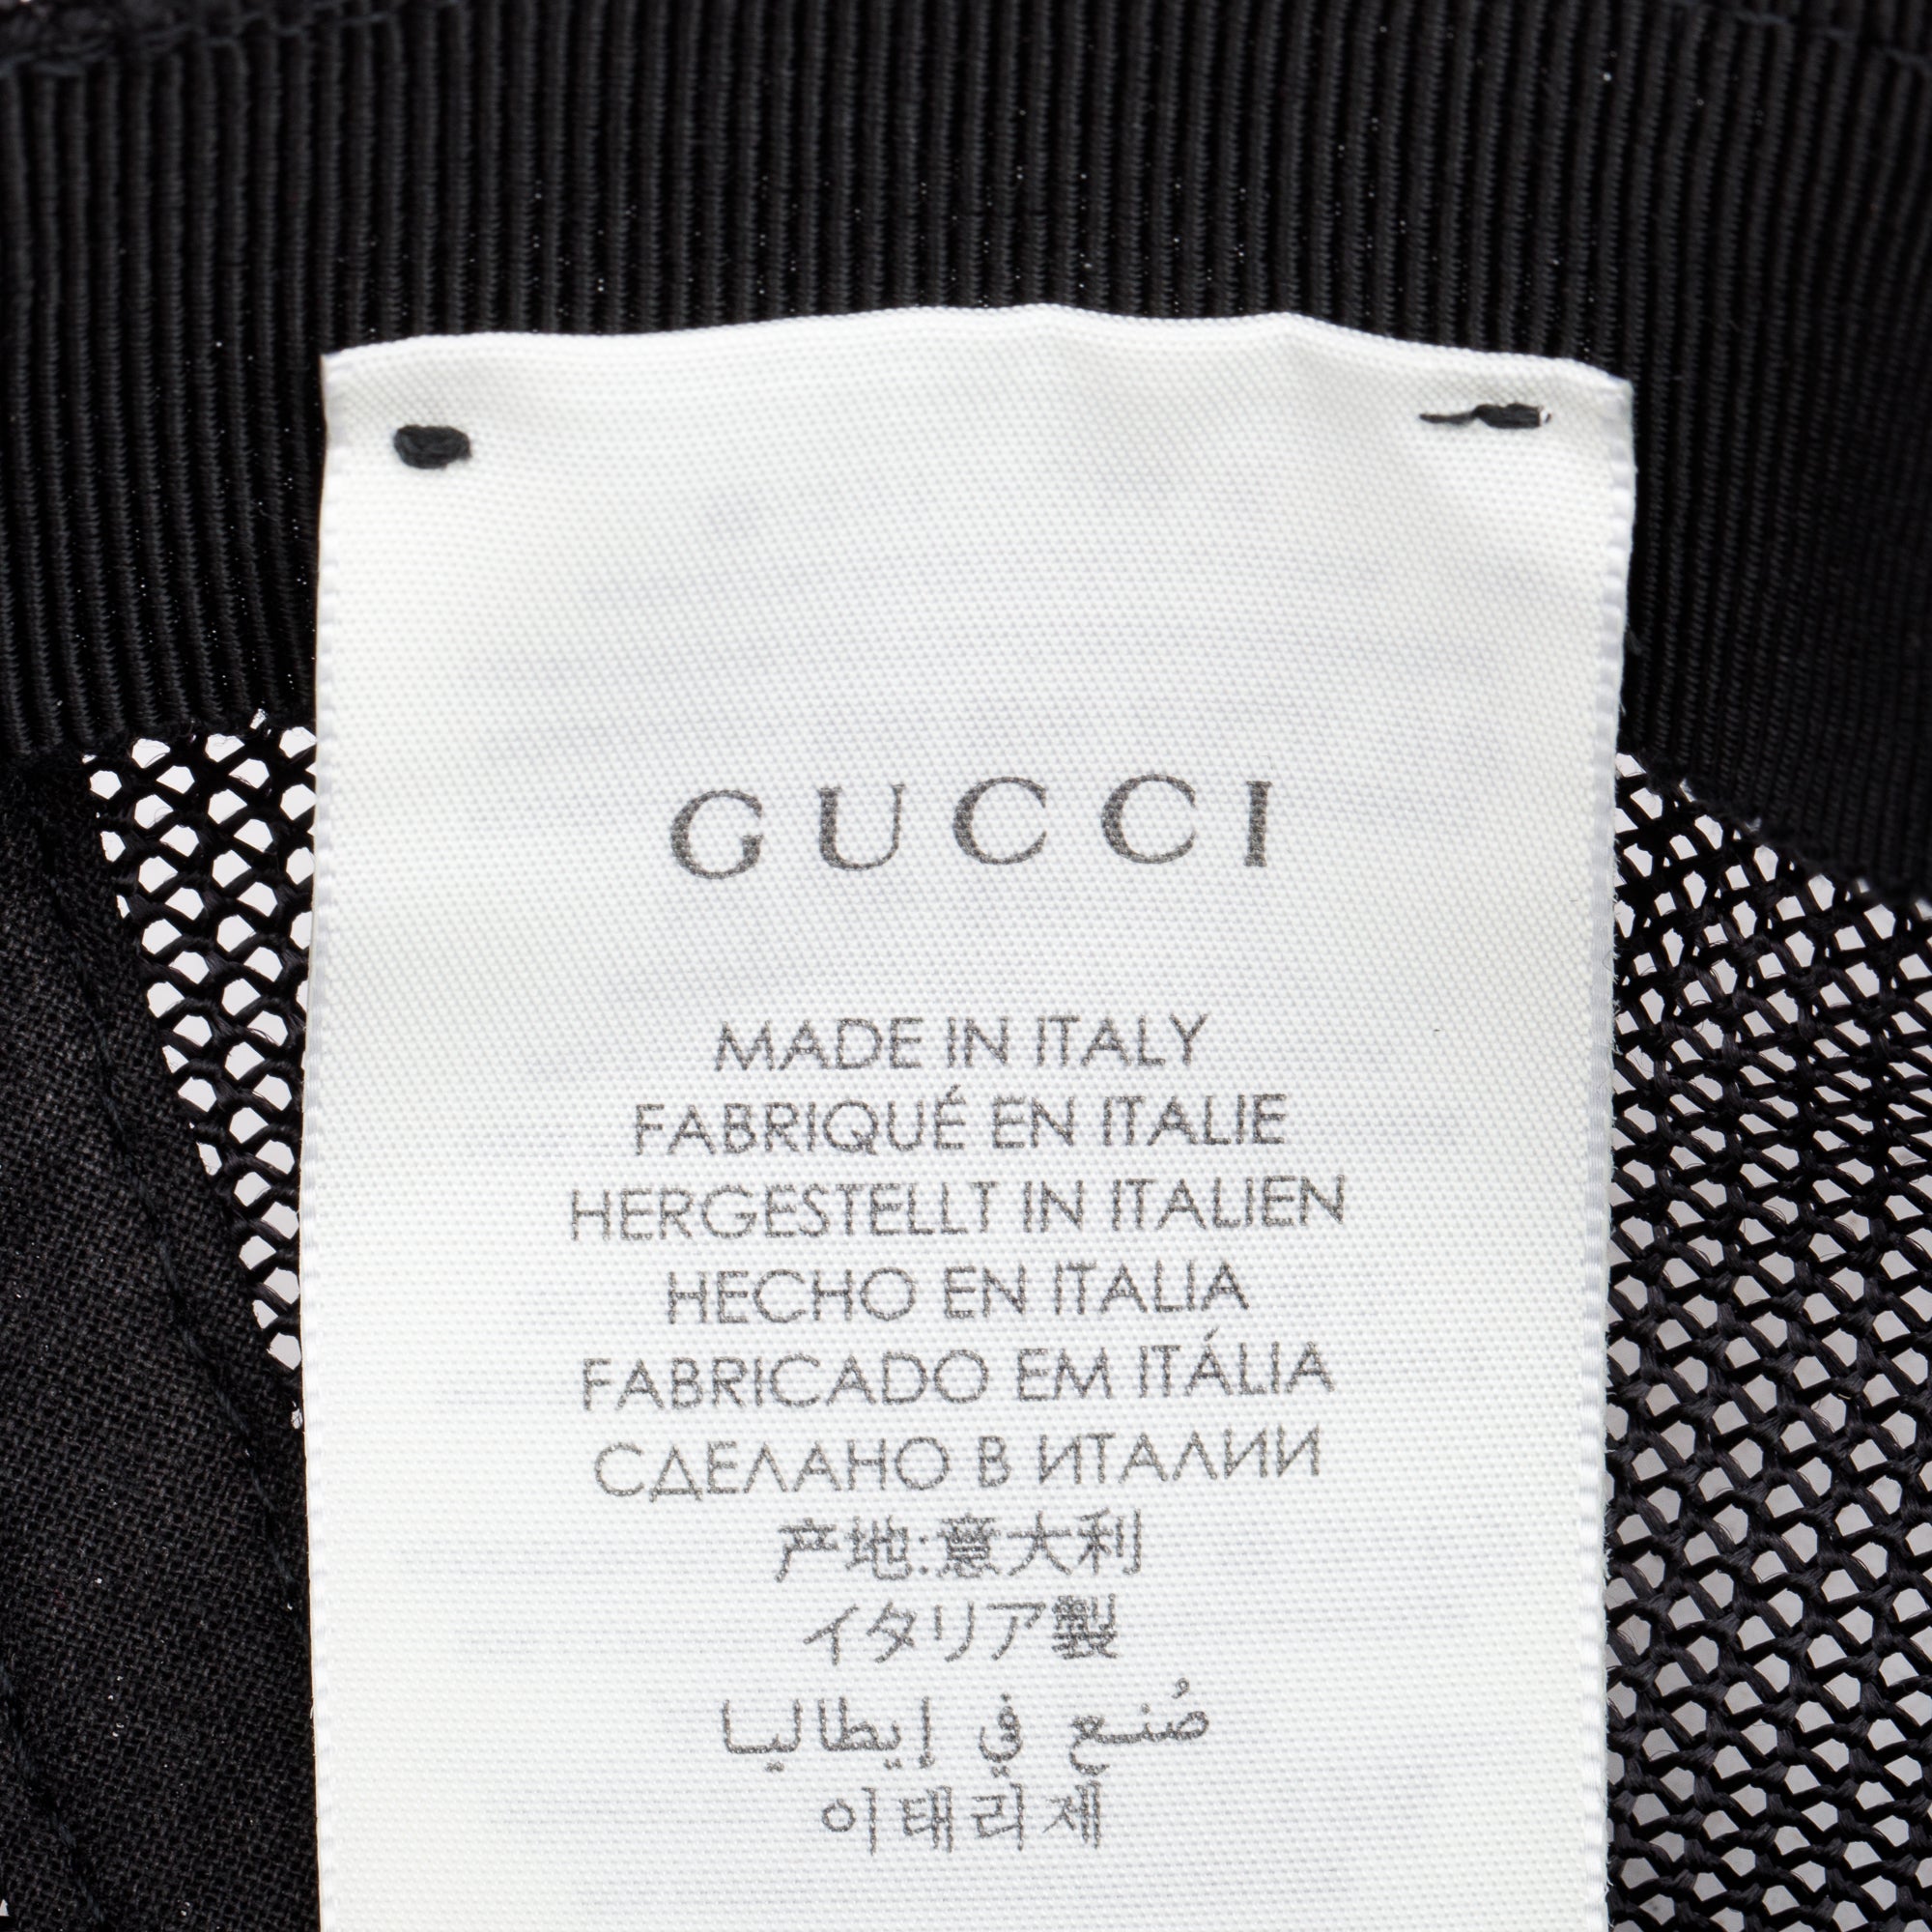 GUCCI
MADE IN ITALY
FABRIQUÉ EN ITALIE
HERGESTELLT IN ITALIEN
HECHO EN ITALIA
FABRICADO EM ITÁLIA
СДЕЛАНО В ИТАЛИИ
产地:意大利
イタリア製
صُنع في إيطاليا
이태리제